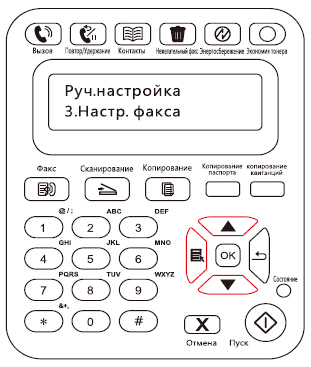 Вызов Повтор/Удержание Контакты Нежелательный факс Энергосбережение Экономия тонера
Руч.настройка
3.Настр. факса
Факс Сканирование Копирование Копирование паспорта копирование квитанций
@/: ABC DEF
1 2 3
GHI JKL MNO
4 5 6 OK
PQRS TUV WXYZ
7 8 9 Состояние
&+,
* 0 # X
Отмена Пуск